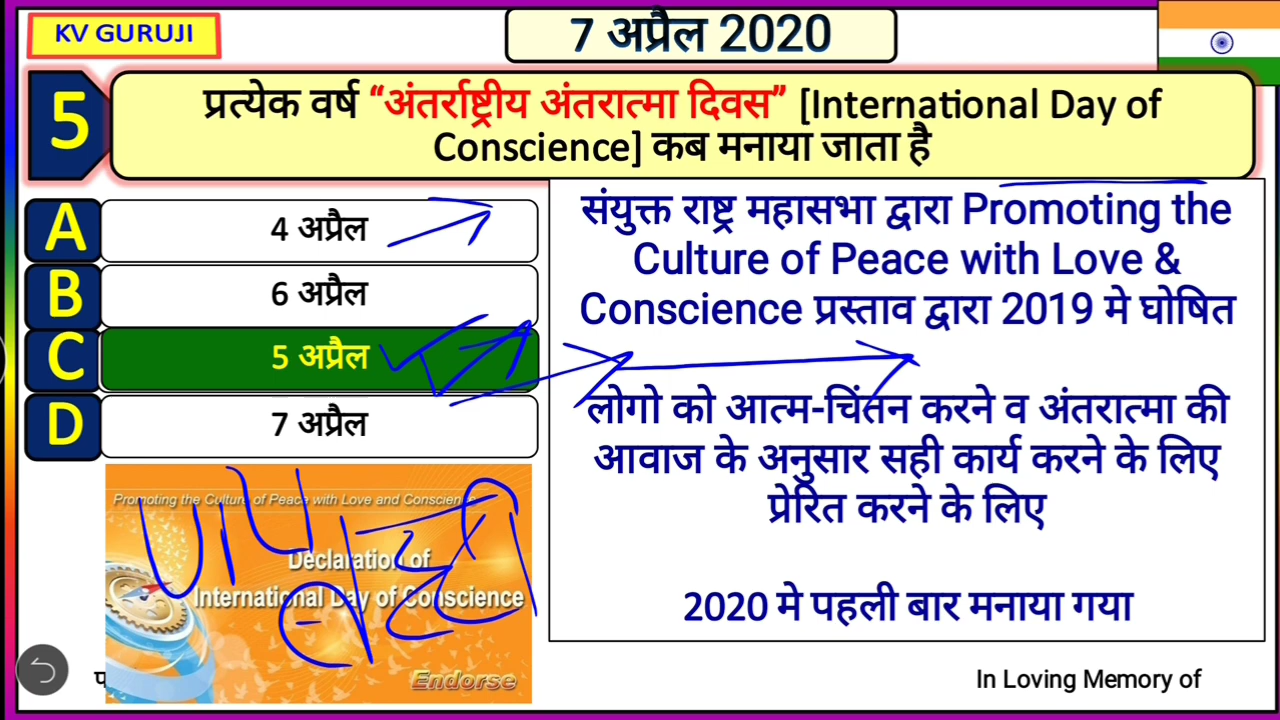 KV GURUJI
7 अप्रैल 2020
5
प्रत्येक वर्ष “अंतर्राष्ट्रीय अंतरात्मा दिवस” [International Day of
Conscience] कब मनाया जाता है
A 4 अप्रैल
B 6 अप्रैल
C 5 अप्रैल
D 7 अप्रैल
संयुक्त राष्ट्र महासभा द्वारा Promoting the
Culture of Peace with Love &
Conscience प्रस्ताव द्वारा 2019 मे घोषित
लोगो को आत्म-चिंतन करने व अंतरात्मा की
आवाज के अनुसार सही कार्य करने के लिए
प्रेरित करने के लिए
2020 मे पहली बार मनाया गया
Promoting the Culture of Peace with Love and Conscience
Declaration of
International Day of Conscience
Endorse
In Loving Memory of